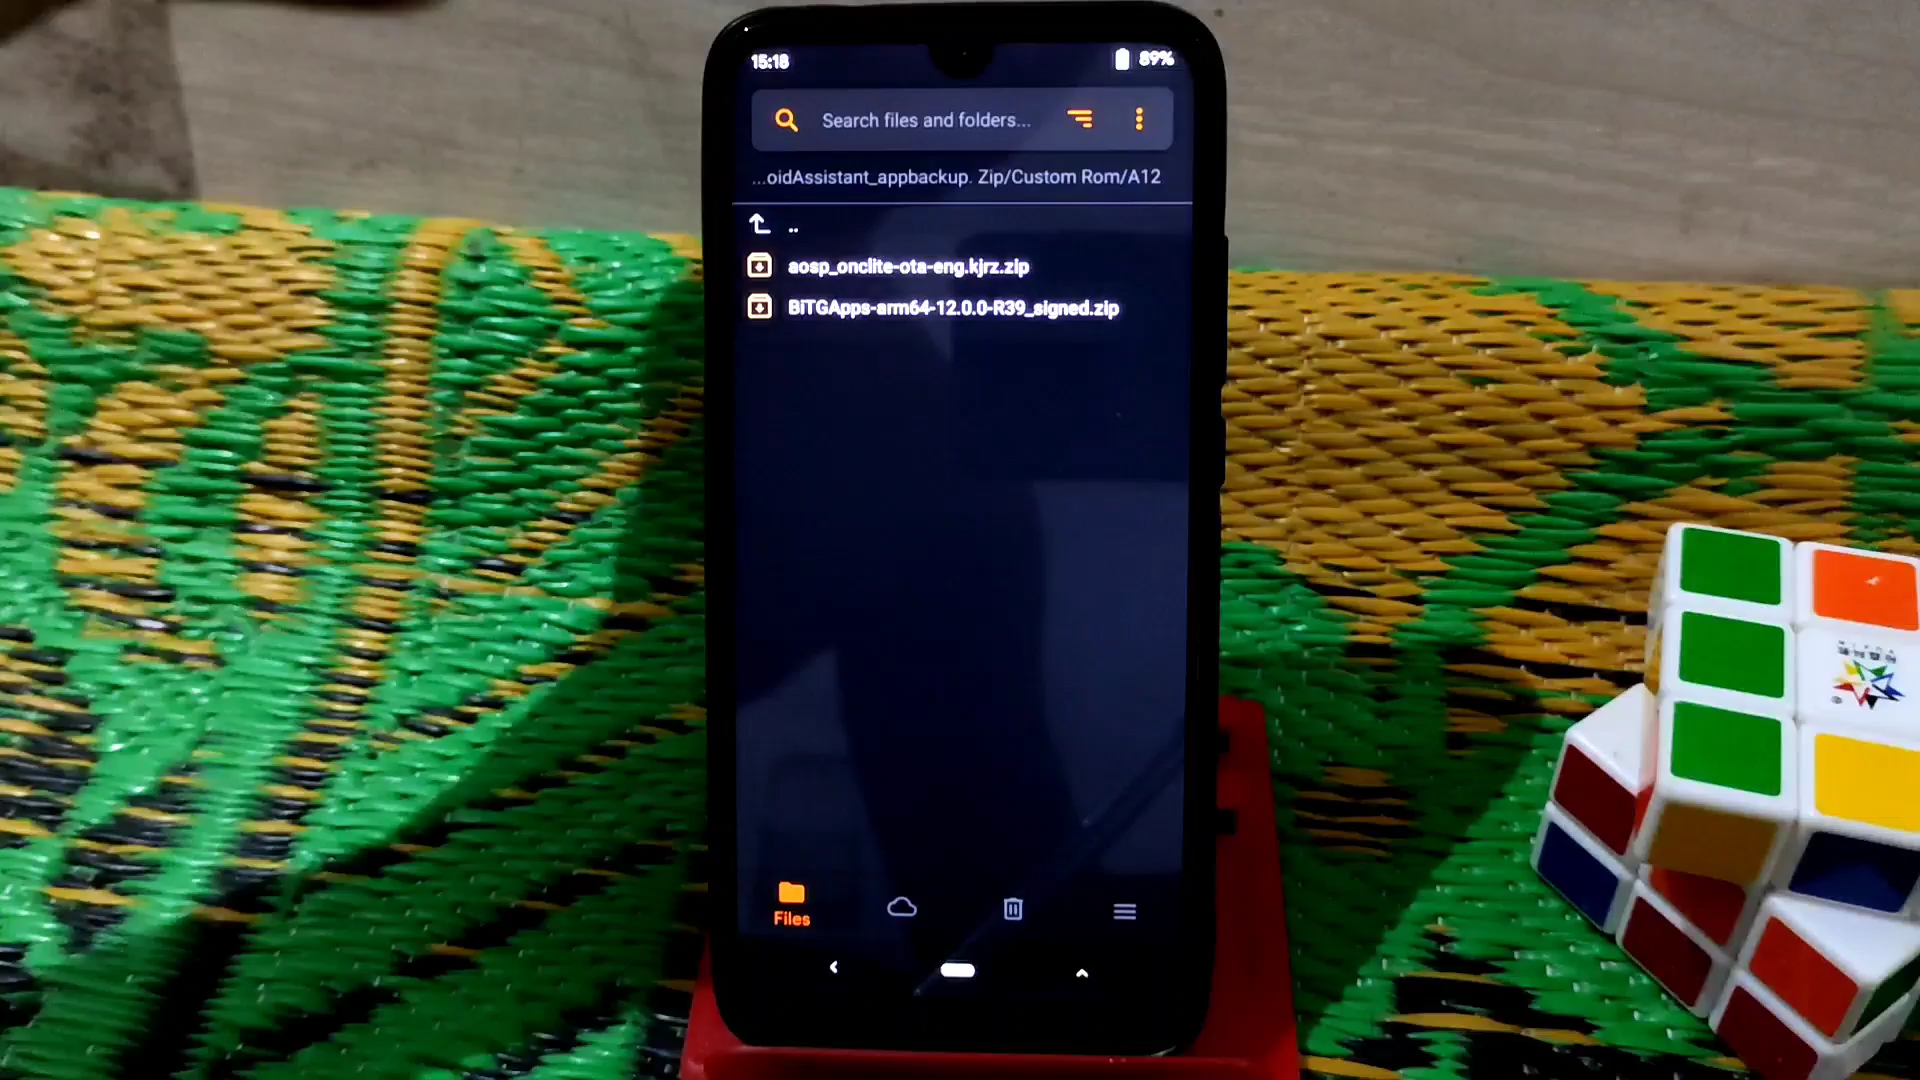 15:18
89%
Search files and folders...
...oidAssistant_appbackup. Zip/Custom Rom/A12
..
aosp_onclite-ota-eng.kjrz.zip
BiTGApps-arm64-12.0.0-R39_signed.zip
Files